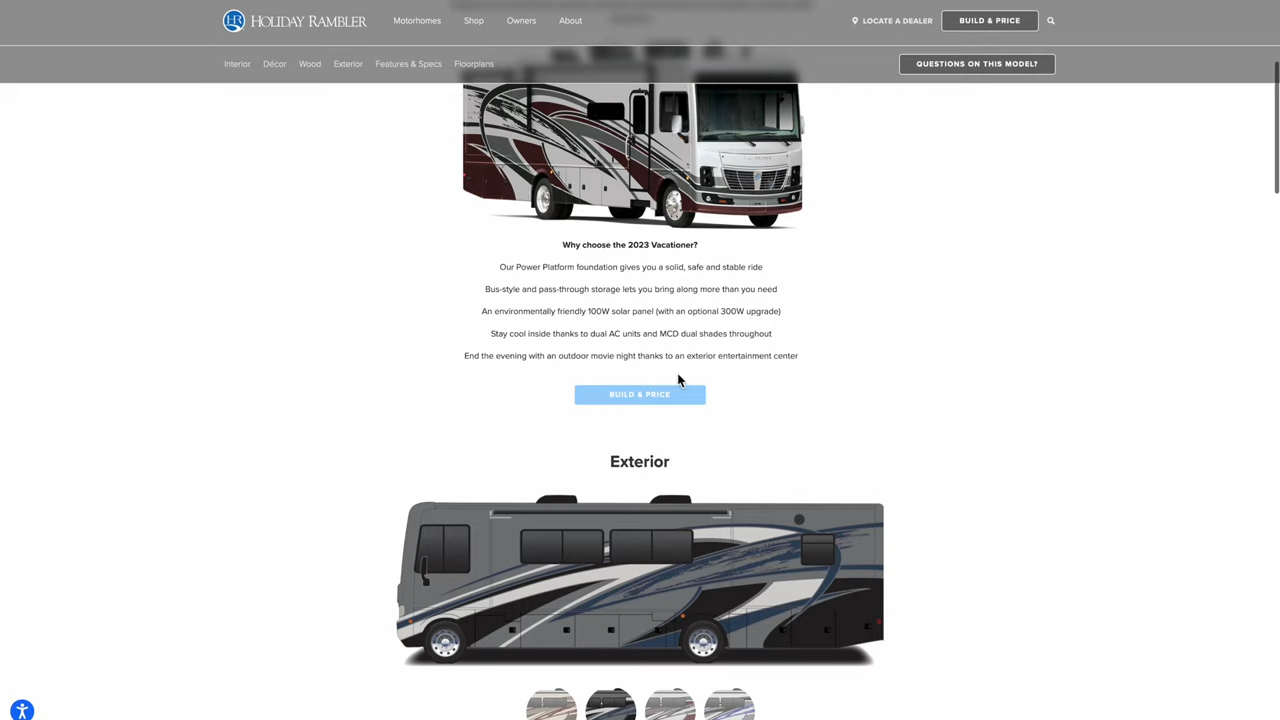 HR HOLIDAY RAMBLER Motorhomes Shop Owners About LOCATE A DEALER BUILD & PRICE
Interior Décor Wood Exterior Features & Specs Floorplans QUESTIONS ON THIS MODEL?
Why choose the 2023 Vacationer?
Our Power Platform foundation gives you a solid, safe and stable ride
Bus-style and pass-through storage lets you bring along more than you need
An environmentally friendly 100W solar panel (with an optional 300W upgrade)
Stay cool inside thanks to dual AC units and MCD dual shades throughout
End the evening with an outdoor movie night thanks to an exterior entertainment center
BUILD & PRICE
Exterior